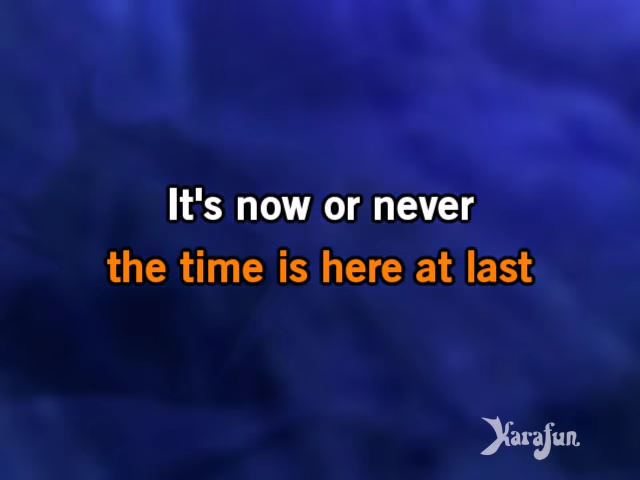 It's now or never
the time is here at last
Karafun